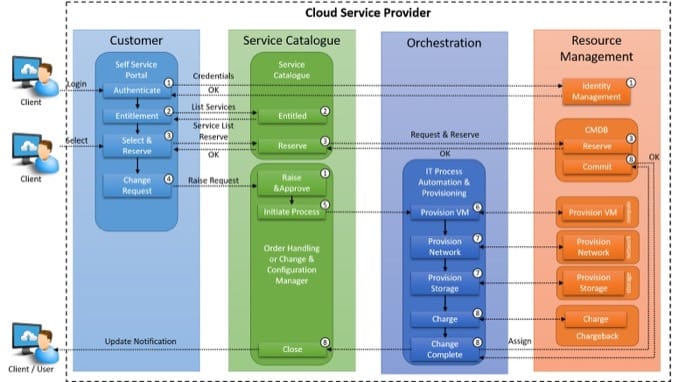 Cloud Service Provider
Customer
Service Catalogue
Orchestration
Resource
Management
Self Service
Portal
Service
Catalogue
Client
Login
Authenticate
1
Credentials
OK
Identity
Management
1
Entitlement
2
List Services
Service List
Entitled
2
Client
Select
Select &
Reserve
3
Reserve
OK
Reserve
3
Request & Reserve
OK
CMDB
Reserve
3
Commit
8
OK
Change
Request
4
Raise Request
Raise
&Approve
1
Initiate Process
5
IT Process
Automation &
Provisioning
Provision VM
6
Provision VM
Compute
Order Handling
or Change &
Configuration
Manager
Provision
Network
7
Provision
Network
Network
Provision
Storage
7
Provision
Storage
Storage
Charge
8
Charge
Chargeback
Client / User
Update Notification
Close
8
Change
Complete
8
Assign